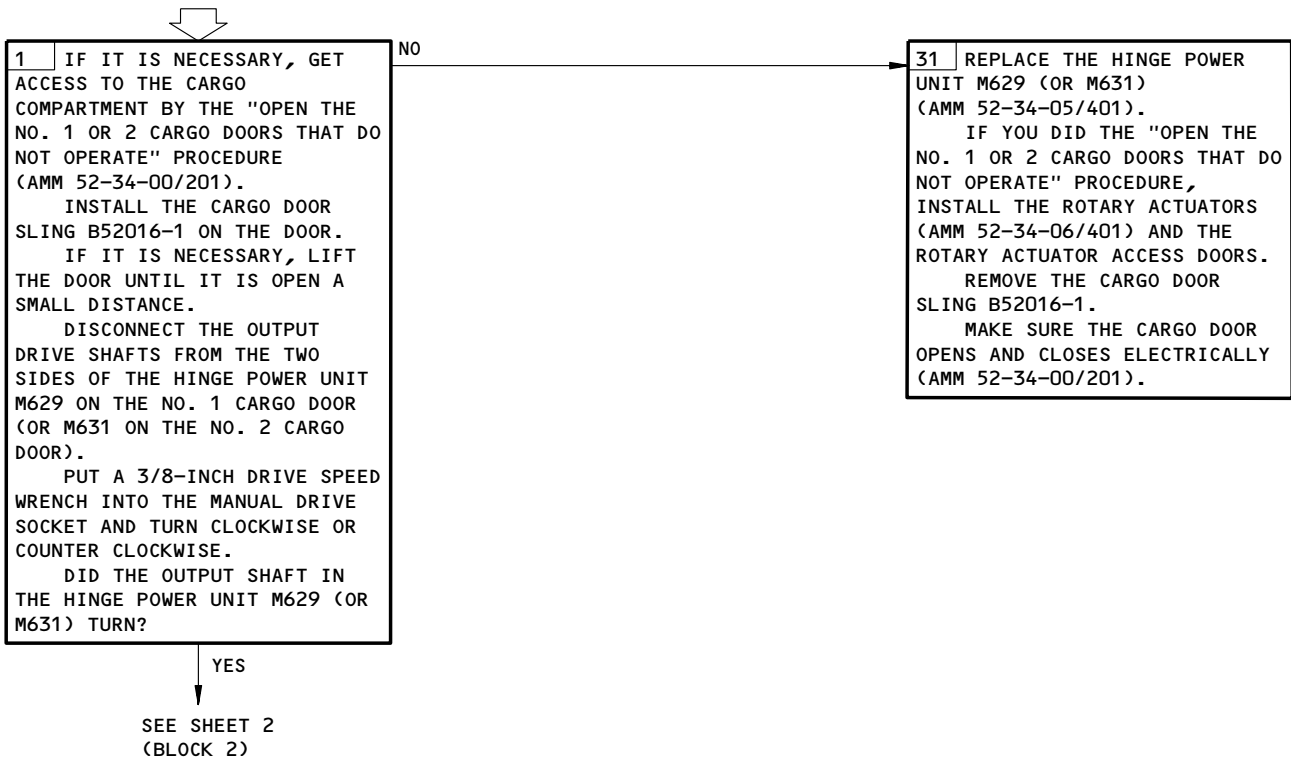 1 IF IT IS NECESSARY, GET
ACCESS TO THE CARGO
COMPARTMENT BY THE "OPEN THE
NO. 1 OR 2 CARGO DOORS THAT DO
NOT OPERATE" PROCEDURE
(AMM 52-34-00/201).
INSTALL THE CARGO DOOR
SLING B52016-1 ON THE DOOR.
IF IT IS NECESSARY, LIFT
THE DOOR UNTIL IT IS OPEN A
SMALL DISTANCE.
DISCONNECT THE OUTPUT
DRIVE SHAFTS FROM THE TWO
SIDES OF THE HINGE POWER UNIT
M629 ON THE NO. 1 CARGO DOOR
(OR M631 ON THE NO. 2 CARGO
DOOR).
PUT A 3/8-INCH DRIVE SPEED
WRENCH INTO THE MANUAL DRIVE
SOCKET AND TURN CLOCKWISE OR
COUNTER CLOCKWISE.
DID THE OUTPUT SHAFT IN
THE HINGE POWER UNIT M629 (OR
M631) TURN?
NO
31 REPLACE THE HINGE POWER
UNIT M629 (OR M631)
(AMM 52-34-05/401).
IF YOU DID THE "OPEN THE
NO. 1 OR 2 CARGO DOORS THAT DO
NOT OPERATE" PROCEDURE,
INSTALL THE ROTARY ACTUATORS
(AMM 52-34-06/401) AND THE
ROTARY ACTUATOR ACCESS DOORS.
REMOVE THE CARGO DOOR
SLING B52016-1.
MAKE SURE THE CARGO DOOR
OPENS AND CLOSES ELECTRICALLY
(AMM 52-34-00/201).
YES
SEE SHEET 2
(BLOCK 2)